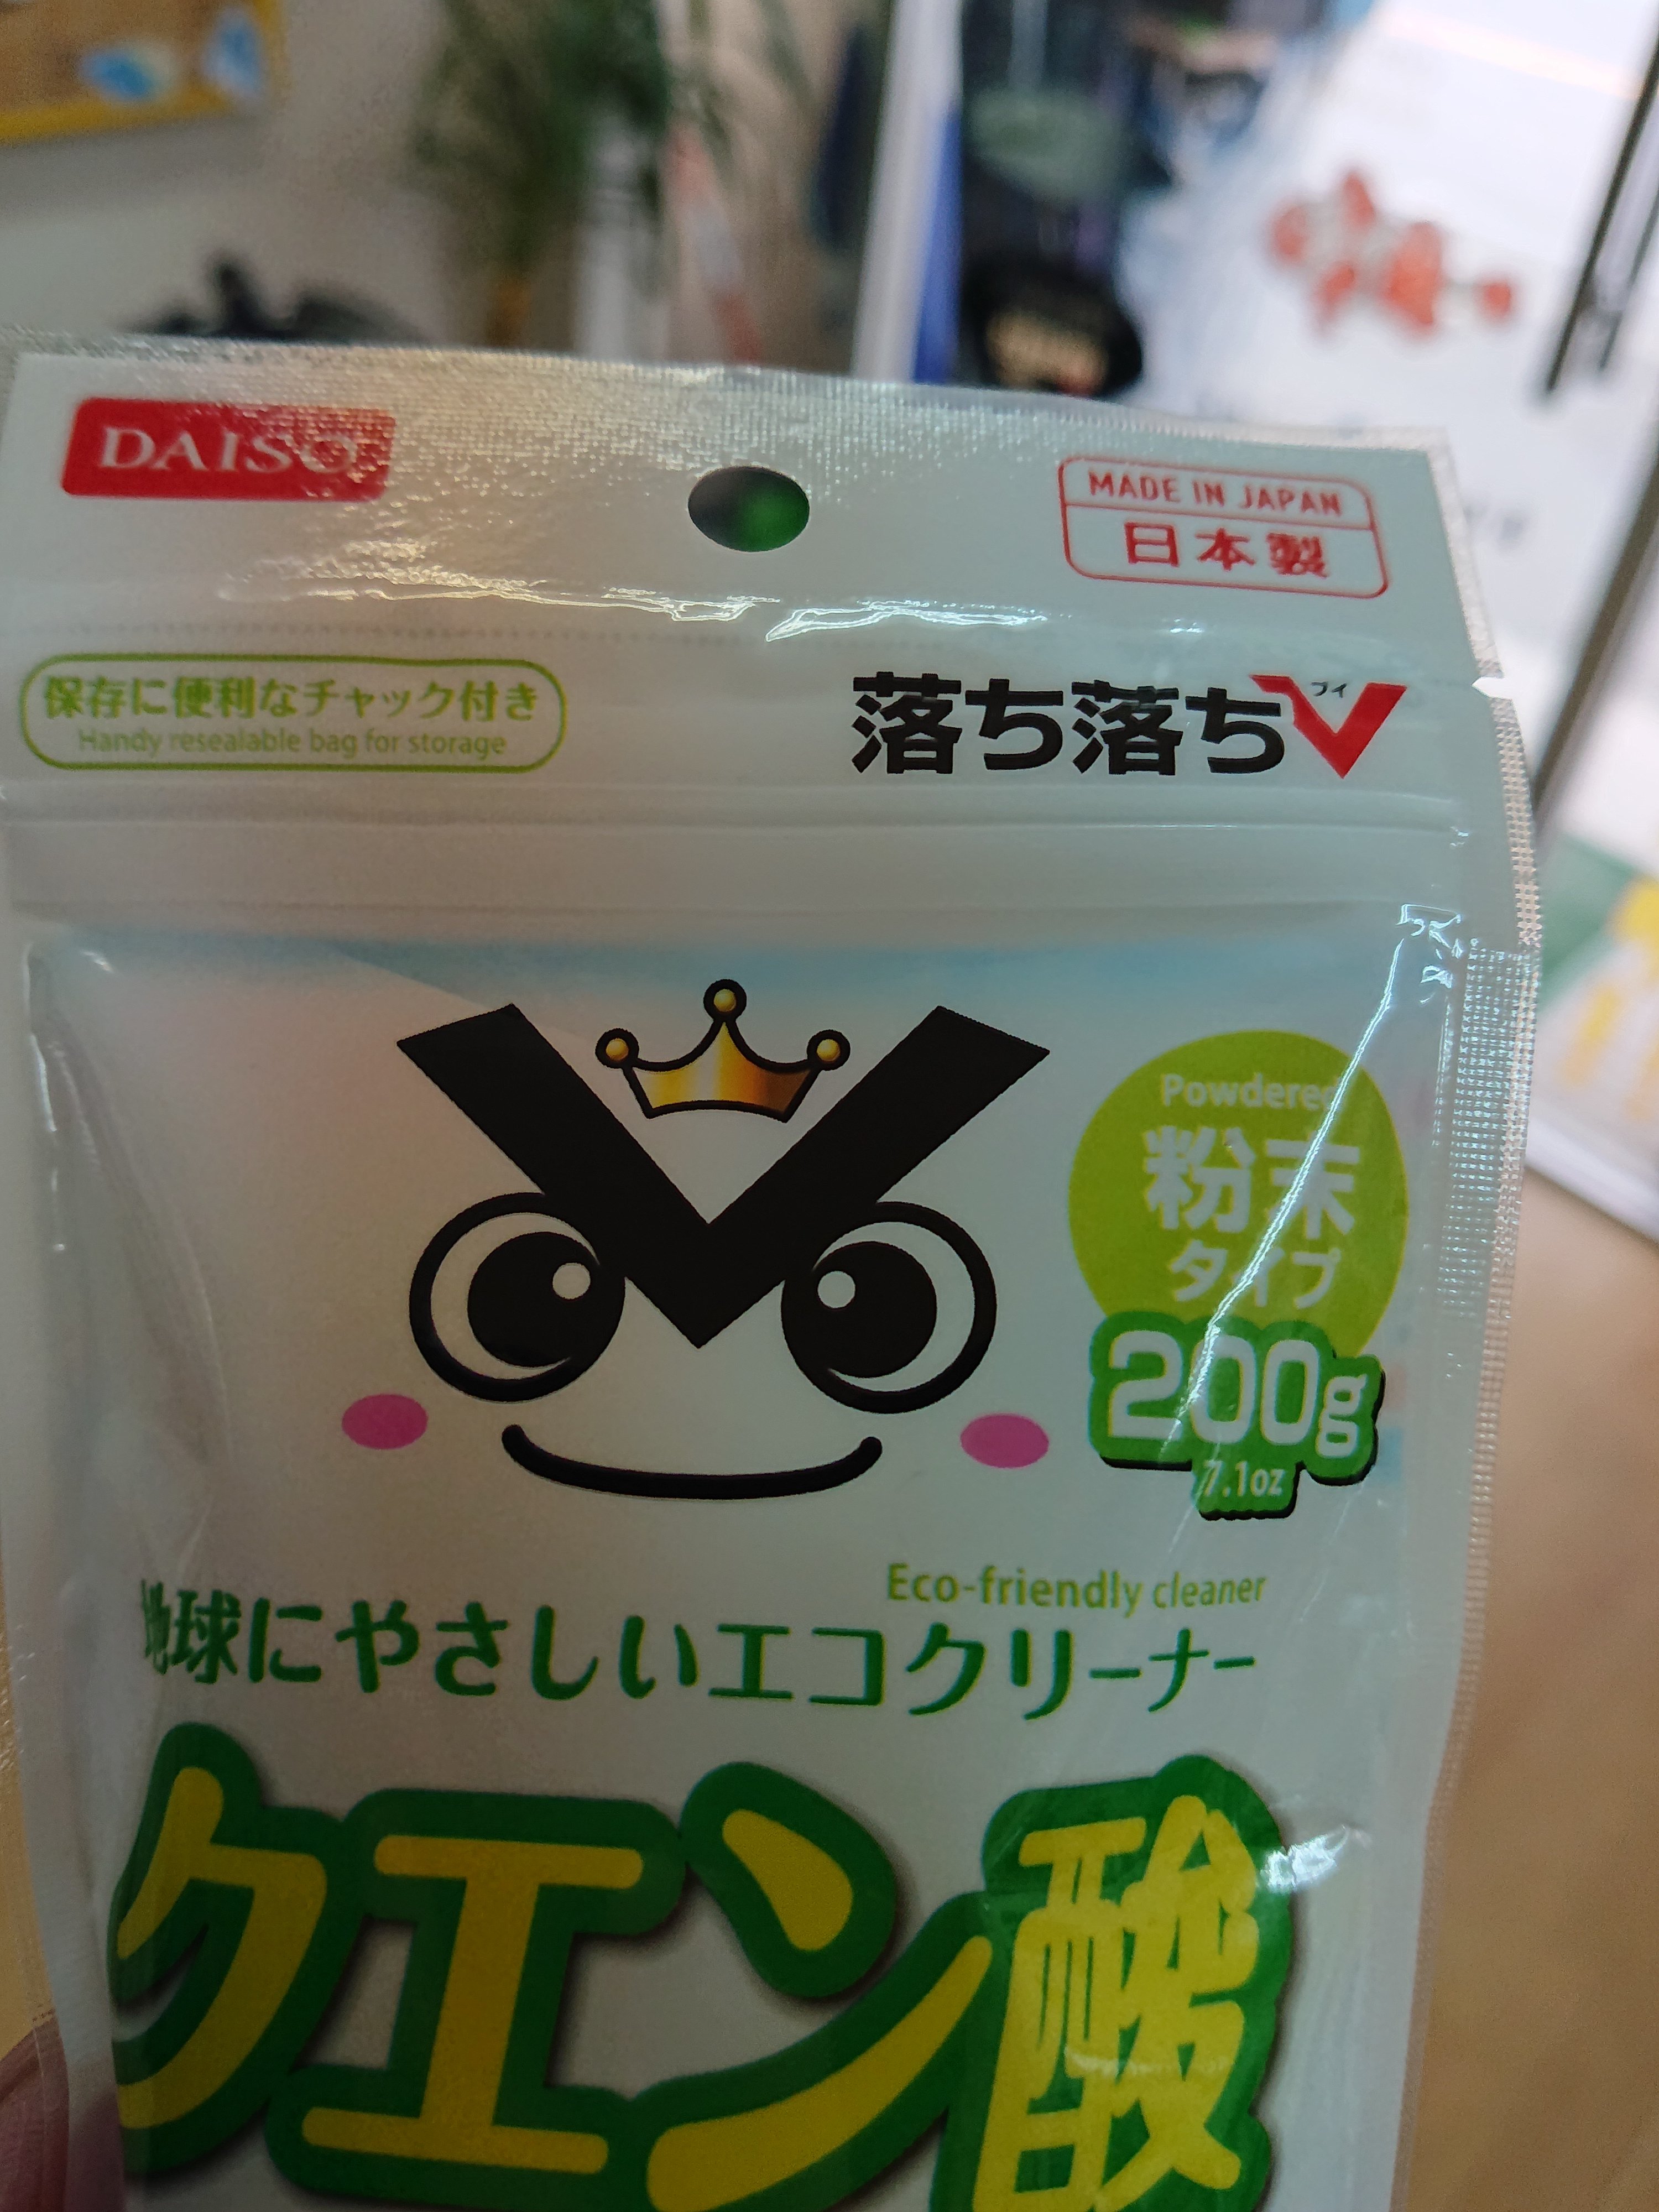 DAISO
MADE IN JAPAN
日本製
保存に便利なチャック付き
Handy resealable bag for storage
落ち落ちV
ブイ
Powdered
粉末
タイプ
200g
7.1oz
Eco-friendly cleaner
地球にやさしいエコクリーナー
クエン酸